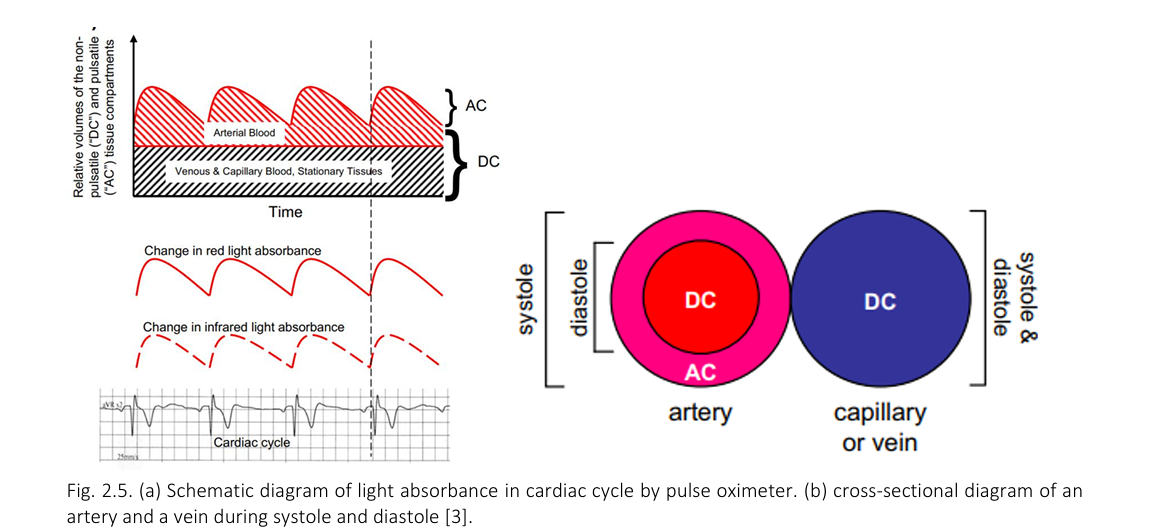 Relative volumes of the non-
pulsatile ("DC") and pulsatile
("AC") tissue compartments
AC
Arterial Blood
DC
Venous & Capillary Blood, Stationary Tissues
Time
Change in red light absorbance
Change in infrared light absorbance
aVR x2
Cardiac cycle
25mm/s
systole
diastole
DC
AC
artery
DC
capillary
or vein
systole &
diastole
Fig. 2.5. (a) Schematic diagram of light absorbance in cardiac cycle by pulse oximeter. (b) cross-sectional diagram of an
artery and a vein during systole and diastole [3].